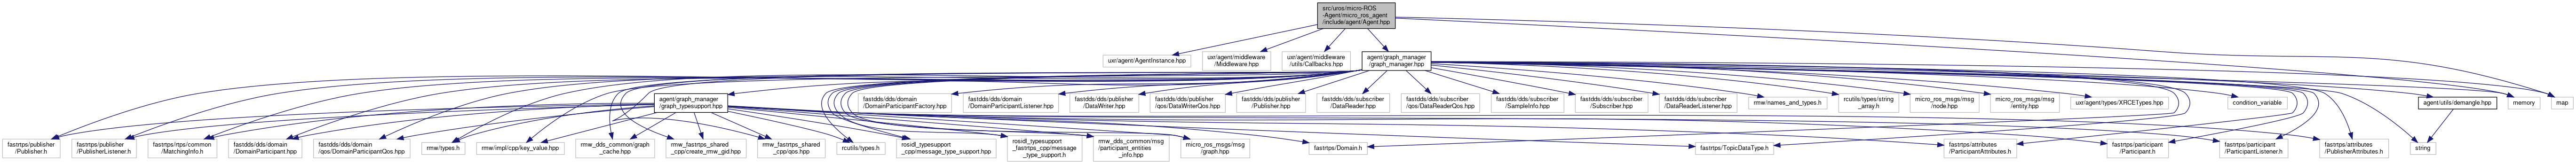 src/uros/micro-ROS
-Agent/micro_ros_agent
/include/agent/Agent.hpp
uxr/agent/AgentInstance.hpp
uxr/agent/middleware
/Middleware.hpp
uxr/agent/middleware
/utils/Callbacks.hpp
agent/graph_manager
/graph_manager.hpp
agent/graph_manager
/graph_typesupport.hpp
fastdds/dds/domain
/DomainParticipantFactory.hpp
fastdds/dds/domain
/DomainParticipantListener.hpp
fastdds/dds/publisher
/DataWriter.hpp
fastdds/dds/publisher
/qos/DataWriterQos.hpp
fastdds/dds/publisher
/Publisher.hpp
fastdds/dds/subscriber
/DataReader.hpp
fastdds/dds/subscriber
/qos/DataReaderQos.hpp
fastdds/dds/subscriber
/SampleInfo.hpp
fastdds/dds/subscriber
/Subscriber.hpp
fastdds/dds/subscriber
/DataReaderListener.hpp
rmw/names_and_types.h
rcutils/types/string
_array.h
micro_ros_msgs/msg
/node.hpp
micro_ros_msgs/msg
/entity.hpp
uxr/agent/types/XRCETypes.hpp
condition_variable
agent/utils/demangle.hpp
memory
map
fastrtps/publisher
/Publisher.h
fastrtps/publisher
/PublisherListener.h
fastrtps/rtps/common
/MatchingInfo.h
fastdds/dds/domain
/DomainParticipant.hpp
fastdds/dds/domain
/qos/DomainParticipantQos.hpp
rmw/types.h
rmw/impl/cpp/key_value.hpp
rmw_dds_common/graph
_cache.hpp
rmw_fastrtps_shared
_cpp/create_rmw_gid.hpp
rmw_fastrtps_shared
_cpp/qos.hpp
rcutils/types.h
rosidl_typesupport
_cpp/message_type_support.hpp
rosidl_typesupport
_fastrtps_cpp/message
_type_support.h
rmw_dds_common/msg
/participant_entities
_info.hpp
micro_ros_msgs/msg
/graph.hpp
fastrtps/Domain.h
fastrtps/TopicDataType.h
fastrtps/attributes
/ParticipantAttributes.h
fastrtps/participant
/Participant.h
fastrtps/participant
/ParticipantListener.h
fastrtps/attributes
/PublisherAttributes.h
string